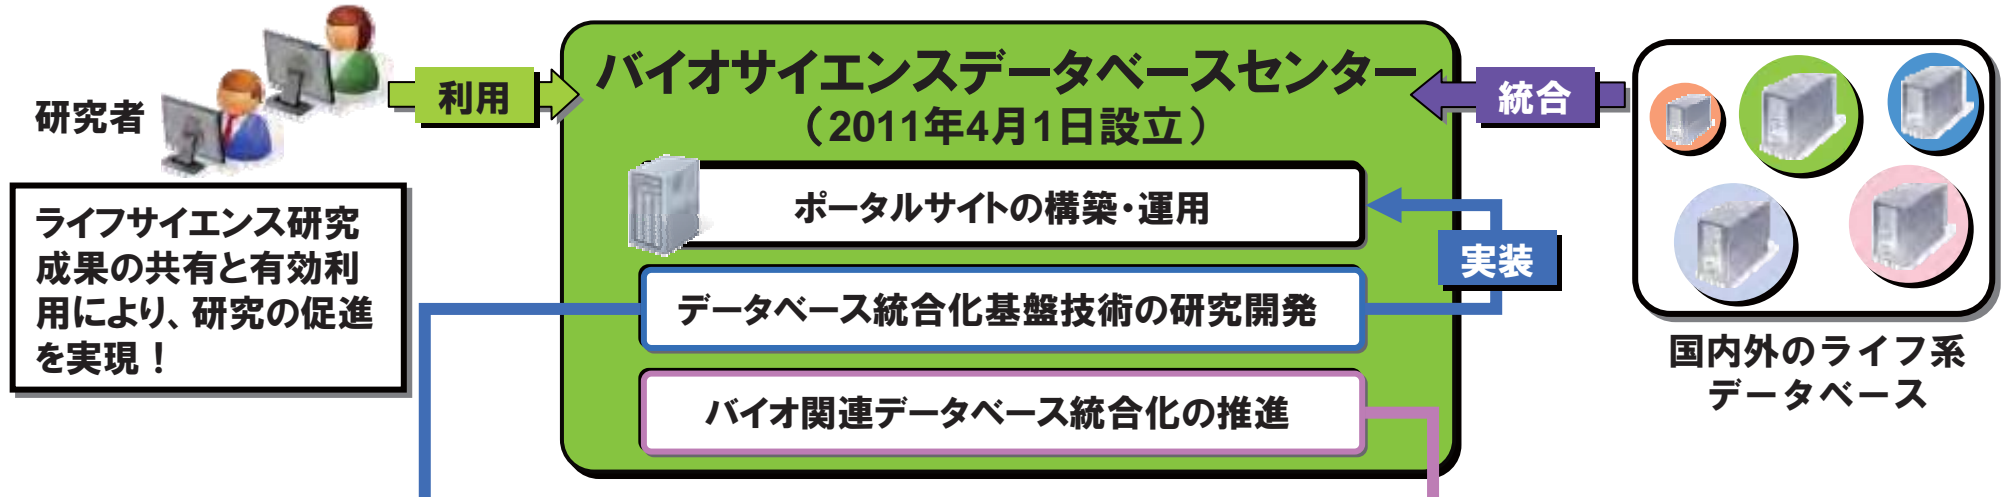 研究者
利用
バイオサイエンスデータベースセンター
（2011年4月1日設立）
統合
ポータルサイトの構築・運用
実装
データベース統合化基盤技術の研究開発
バイオ関連データベース統合化の推進
ライフサイエンス研究
成果の共有と有効利
用により、研究の促進
を実現！
国内外のライフ系
データベース